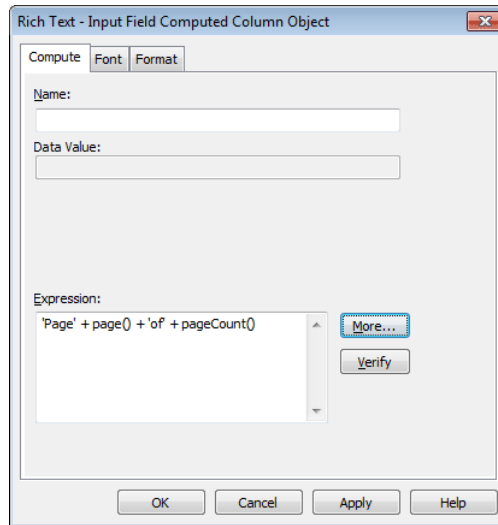 Rich Text - Input Field Computed Column Object
Compute Font Format
Name:
Data Value:
Expression:
'Page' + page() + 'of' + pageCount()
More...
Verify
OK Cancel Apply Help